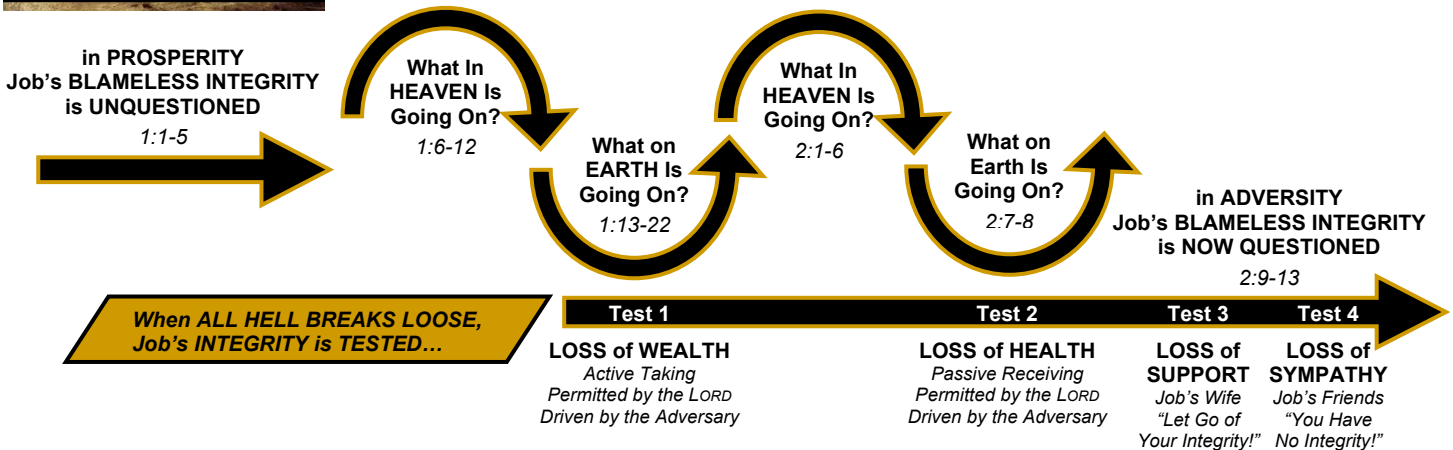 in PROSPERITY
Job's BLAMELESS INTEGRITY
is UNQUESTIONED
1:1-5
What In
HEAVEN Is
Going On?
1:6-12
What on
EARTH Is
Going On?
1:13-22
What In
HEAVEN Is
Going On?
2:1-6
What on
Earth Is
Going On?
2:7-8
in ADVERSITY
Job's BLAMELESS INTEGRITY
is NOW QUESTIONED
2:9-13
When ALL HELL BREAKS LOOSE,
Job's INTEGRITY is TESTED…
Test 1
LOSS of WEALTH
Active Taking
Permitted by the LORD
Driven by the Adversary
Test 2
LOSS of HEALTH
Passive Receiving
Permitted by the LORD
Driven by the Adversary
Test 3
LOSS of
SUPPORT
Job's Wife
“Let Go of
Your Integrity!”
Test 4
LOSS of
SYMPATHY
Job's Friends
“You Have
No Integrity!”